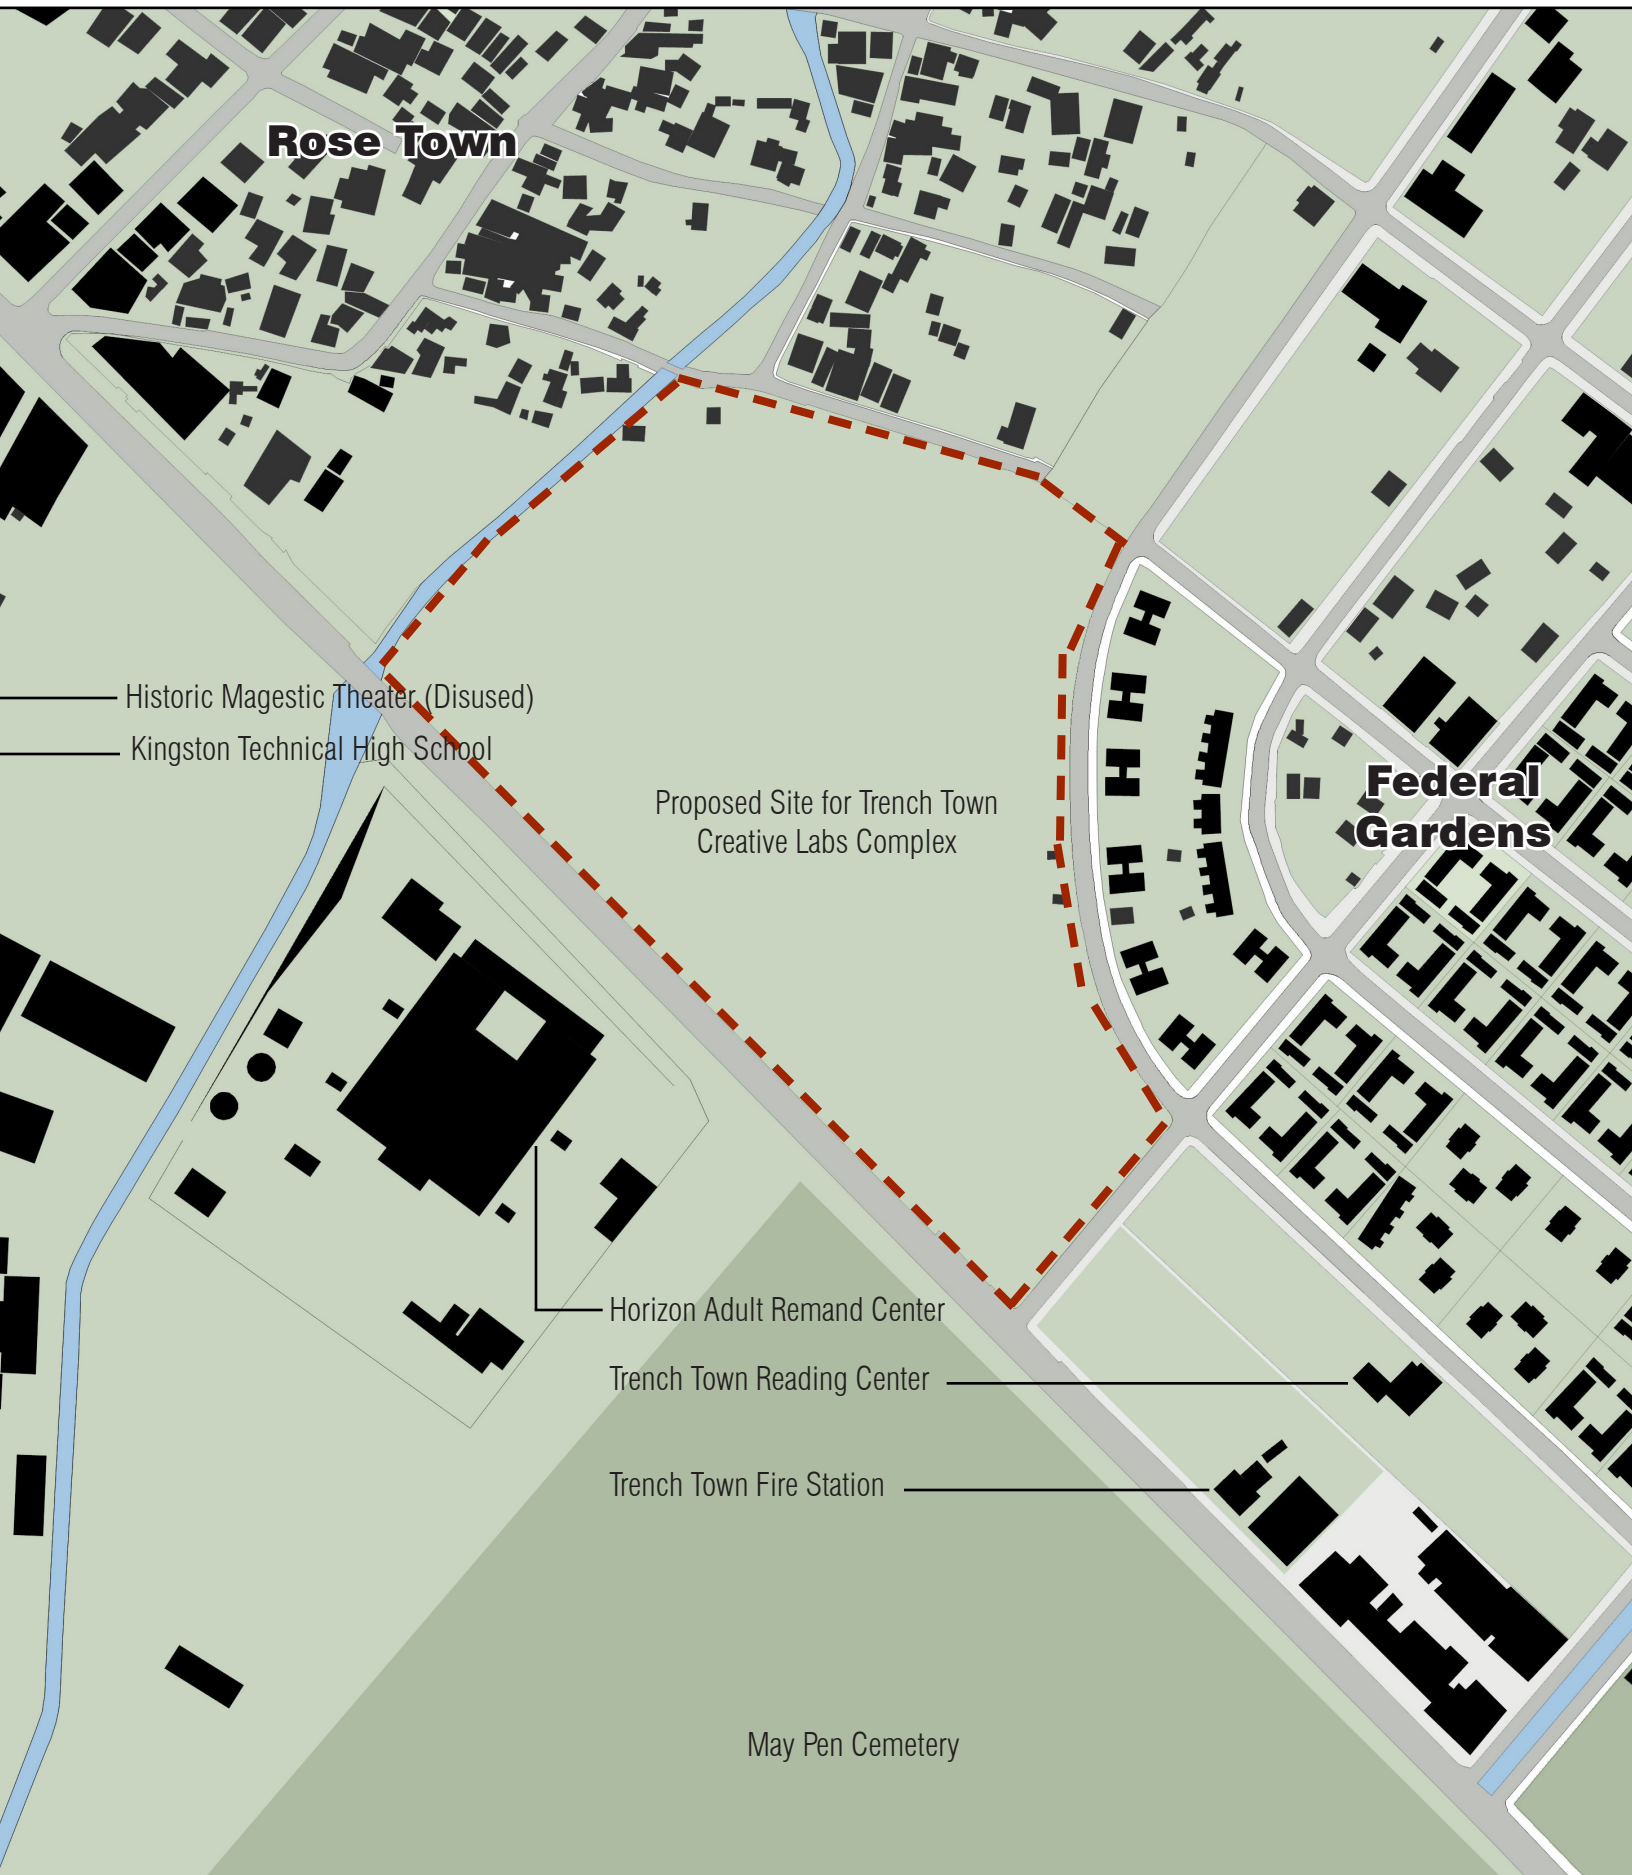 Rose Town
Historic Magestic Theater (Disused)
Kingston Technical High School
Proposed Site for Trench Town
Creative Labs Complex
Federal
Gardens
Horizon Adult Remand Center
Trench Town Reading Center
Trench Town Fire Station
May Pen Cemetery